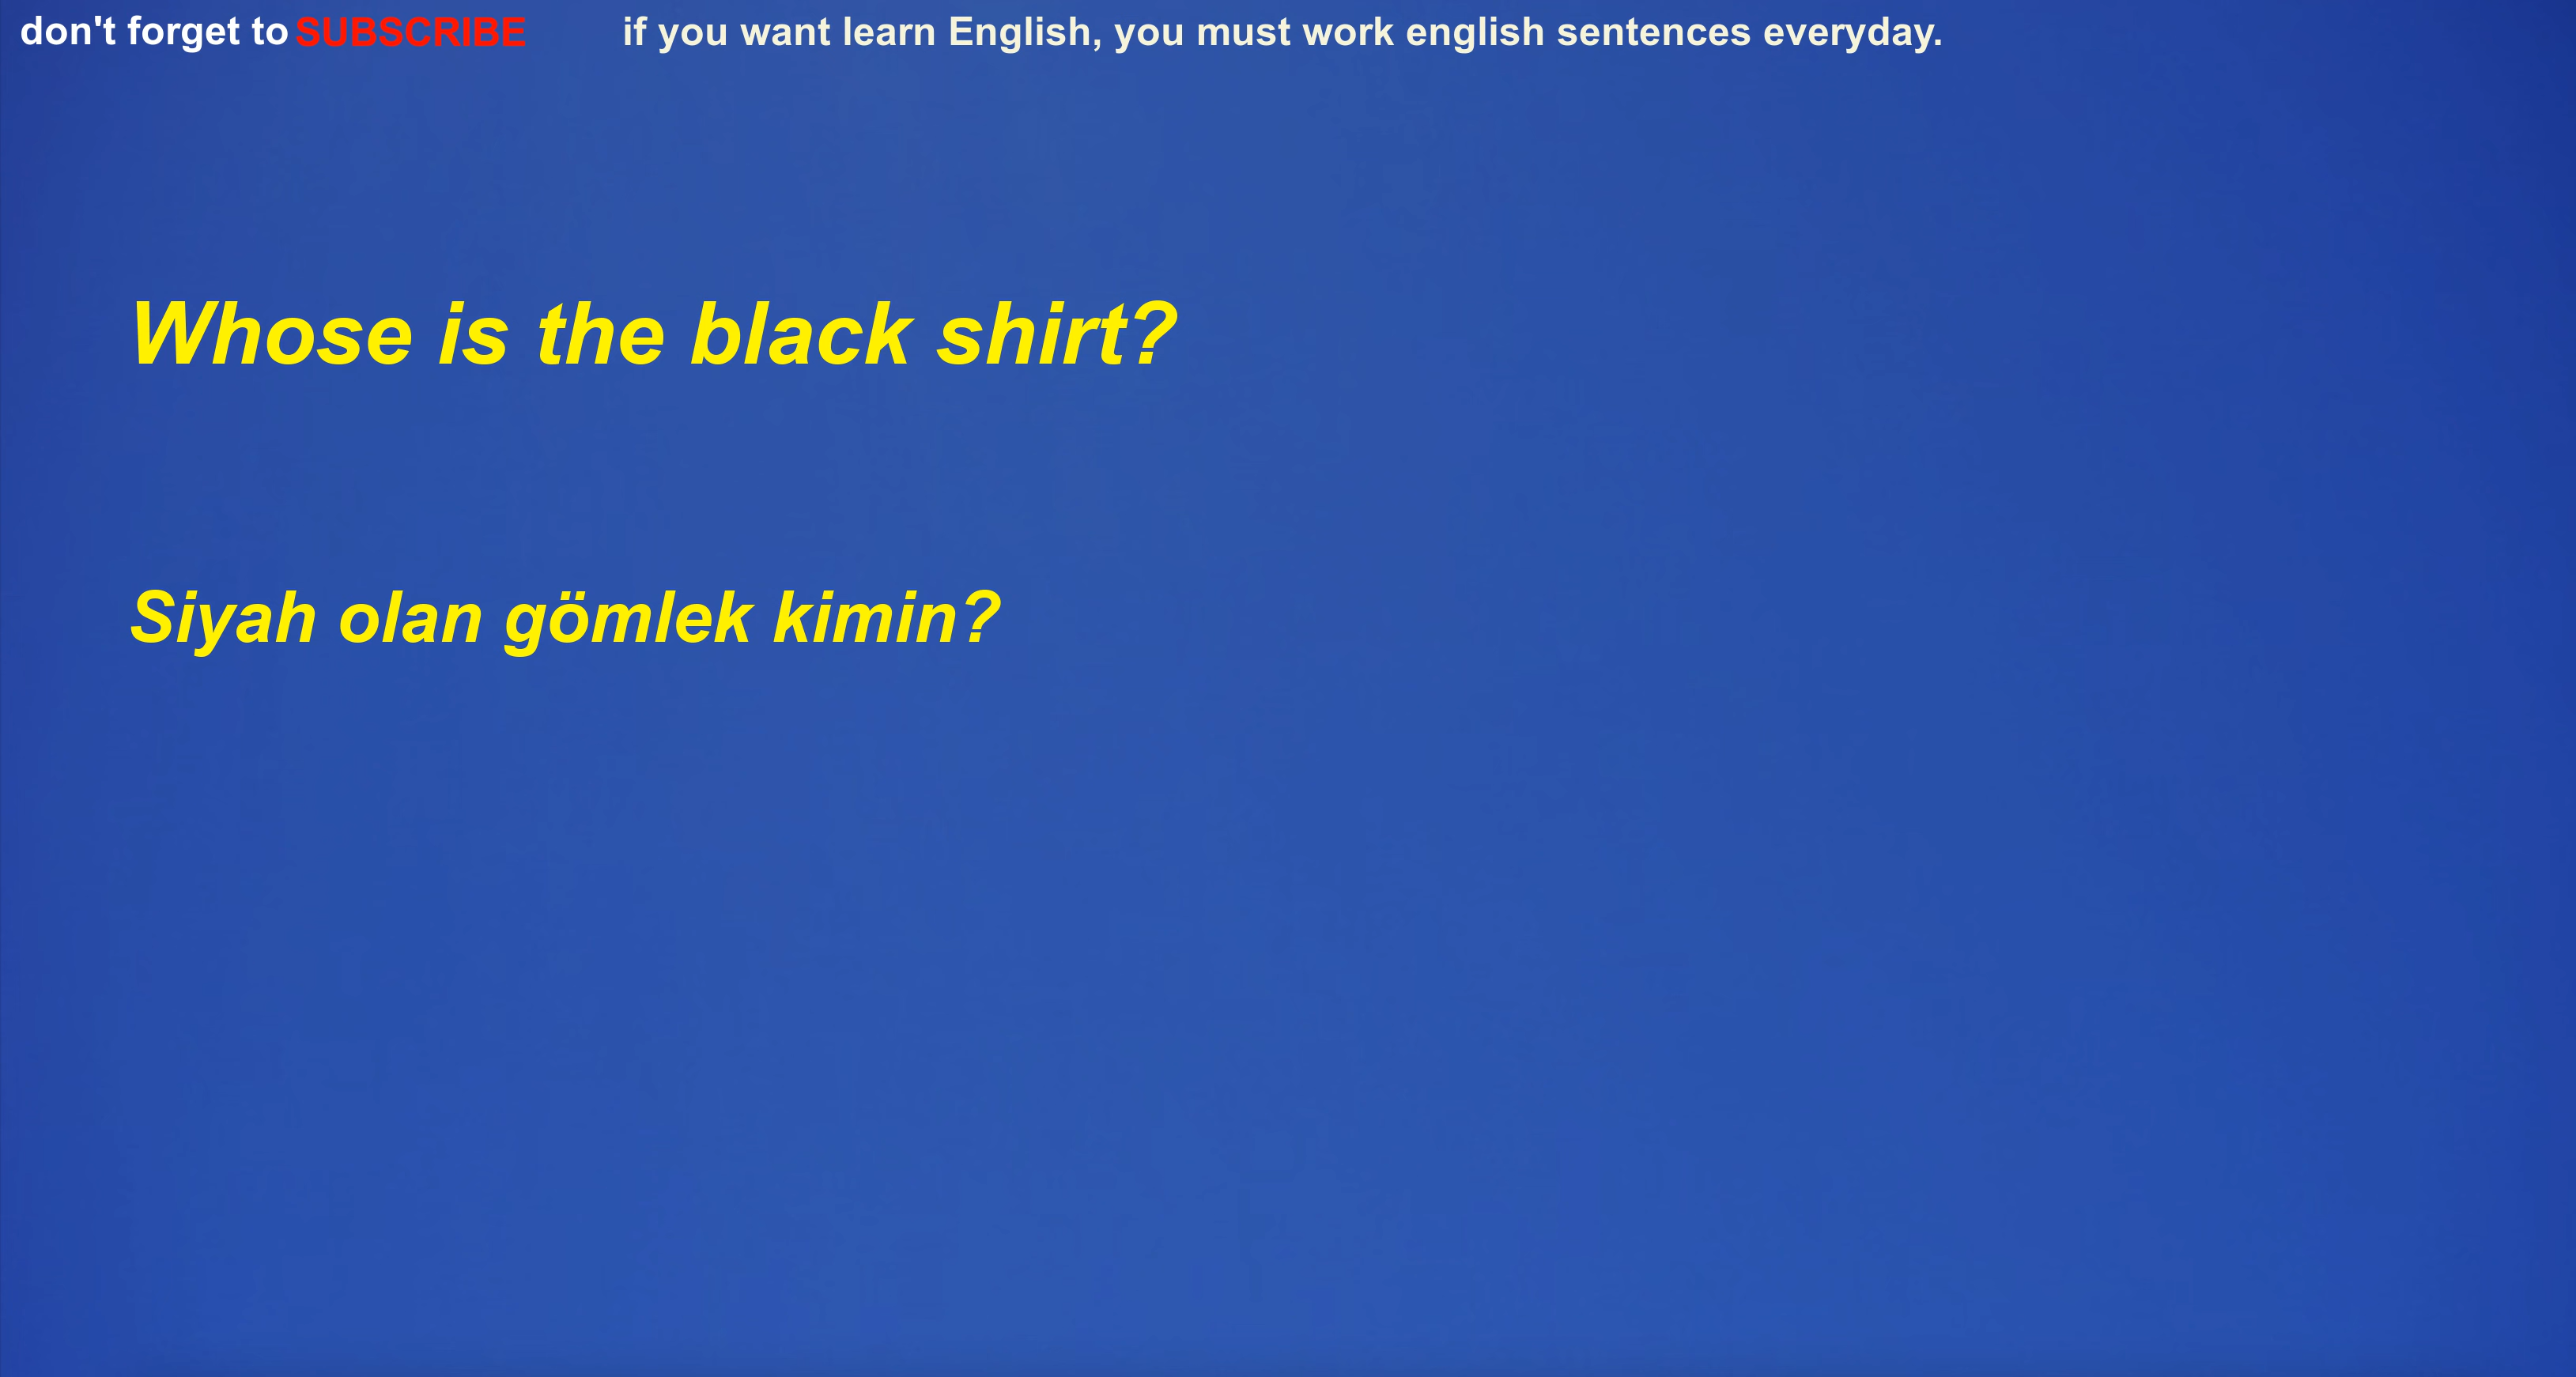 don't forget to SUBSCRIBE if you want learn English, you must work english sentences everyday.
Whose is the black shirt?
Siyah olan gömlek kimin?